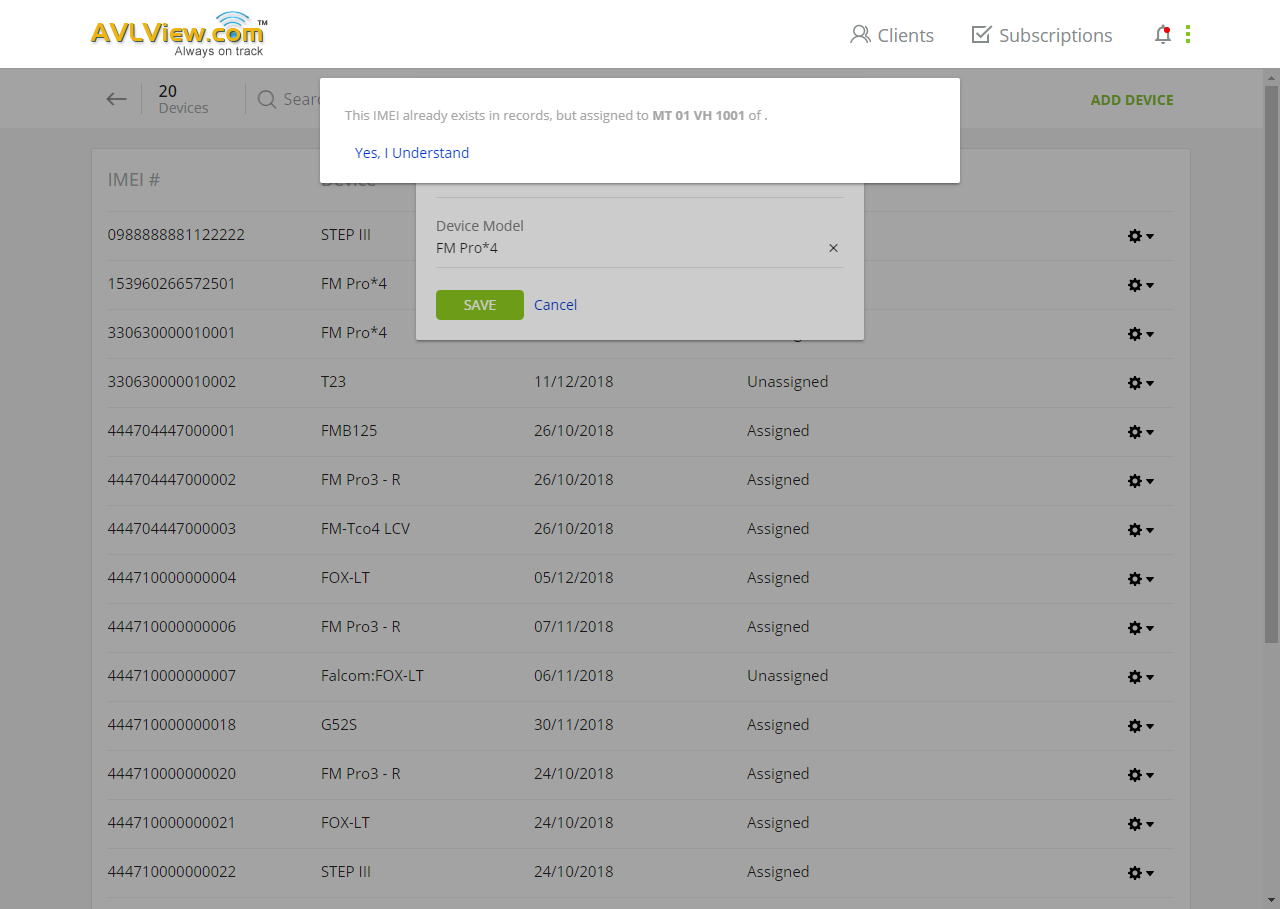 AVLView.com™
Always on track
Clients
Subscriptions
20
Devices
Searc
ADD DEVICE
This IMEI already exists in records, but assigned to MT 01 VH 1001 of .
Yes, I Understand
IMEI #
Device
Device Model
FM Pro*4
SAVE
Cancel
0988888881122222 STEP III
153960266572501 FM Pro*4
330630000010001 FM Pro*4
330630000010002 T23 11/12/2018 Unassigned
444704447000001 FMB125 26/10/2018 Assigned
444704447000002 FM Pro3 - R 26/10/2018 Assigned
444704447000003 FM-Tco4 LCV 26/10/2018 Assigned
444710000000004 FOX-LT 05/12/2018 Assigned
444710000000006 FM Pro3 - R 07/11/2018 Assigned
444710000000007 Falcom:FOX-LT 06/11/2018 Unassigned
444710000000018 G52S 30/11/2018 Assigned
444710000000020 FM Pro3 - R 24/10/2018 Assigned
444710000000021 FOX-LT 24/10/2018 Assigned
444710000000022 STEP III 24/10/2018 Assigned